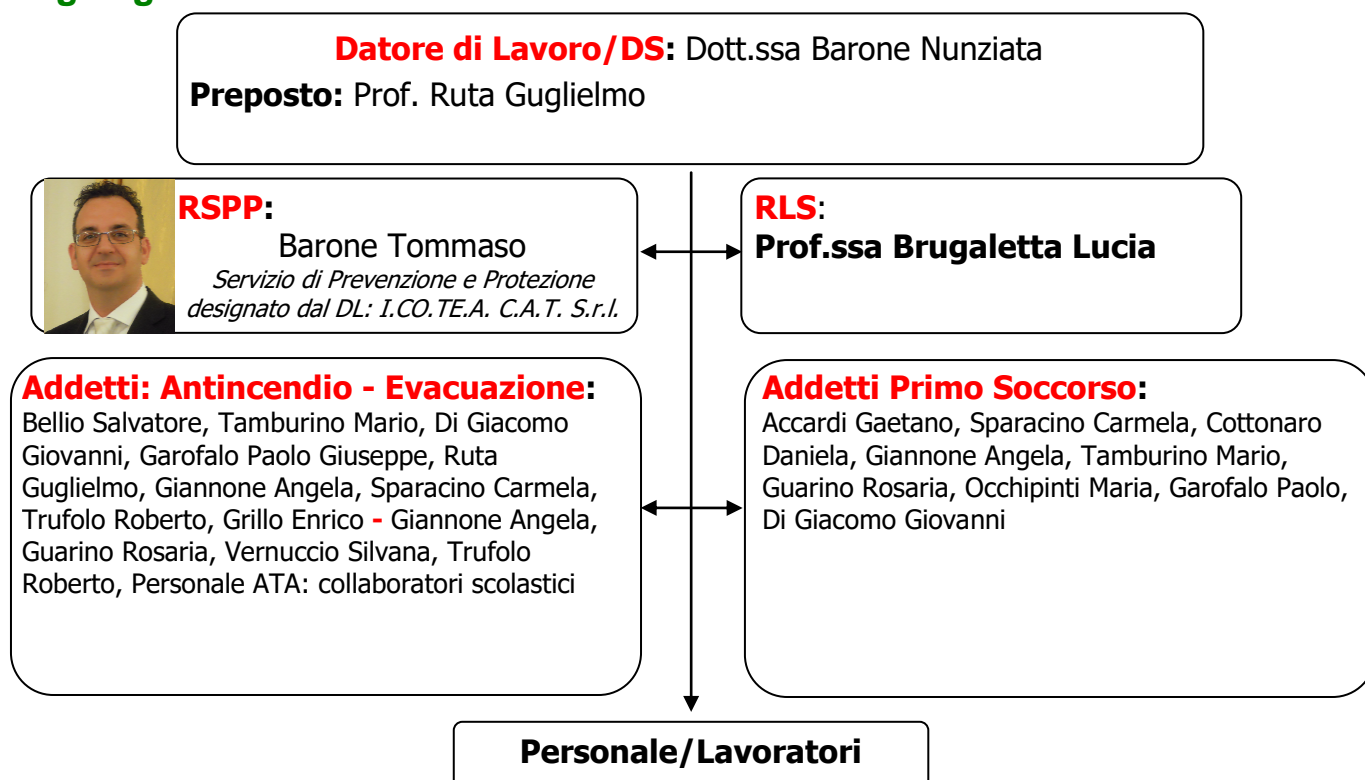 Datore di Lavoro/DS: Dott.ssa Barone Nunziata
Preposto: Prof. Ruta Guglielmo
RSPP:
Barone Tommaso
Servizio di Prevenzione e Protezione
designato dal DL: I.CO.TE.A. C.A.T. S.r.l.
RLS:
Prof.ssa Brugaletta Lucia
Addetti: Antincendio - Evacuazione:
Bellio Salvatore, Tamburino Mario, Di Giacomo
Giovanni, Garofalo Paolo Giuseppe, Ruta
Guglielmo, Giannone Angela, Sparacino Carmela,
Trufolo Roberto, Grillo Enrico - Giannone Angela,
Guarino Rosaria, Vernuccio Silvana, Trufolo
Roberto, Personale ATA: collaboratori scolastici
Addetti Primo Soccorso:
Accardi Gaetano, Sparacino Carmela, Cottonaro
Daniela, Giannone Angela, Tamburino Mario,
Guarino Rosaria, Occhipinti Maria, Garofalo Paolo,
Di Giacomo Giovanni
Personale/Lavoratori